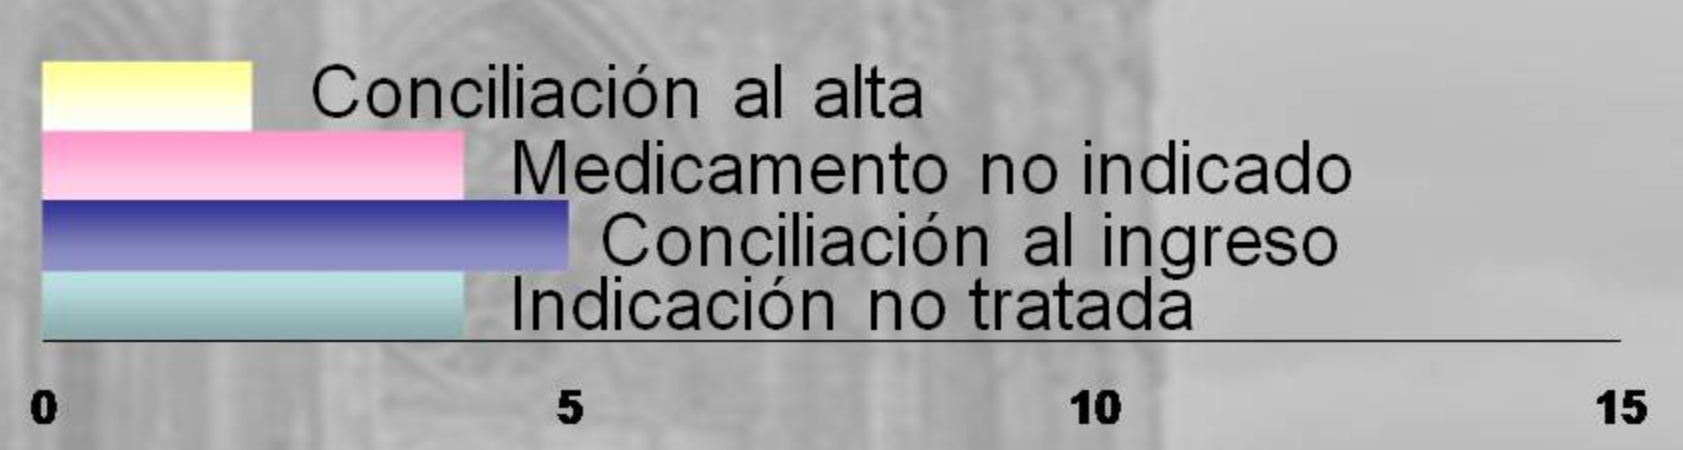 Conciliación al alta
Medicamento no indicado
Conciliación al ingreso
Indicación no tratada
0 5 10 15